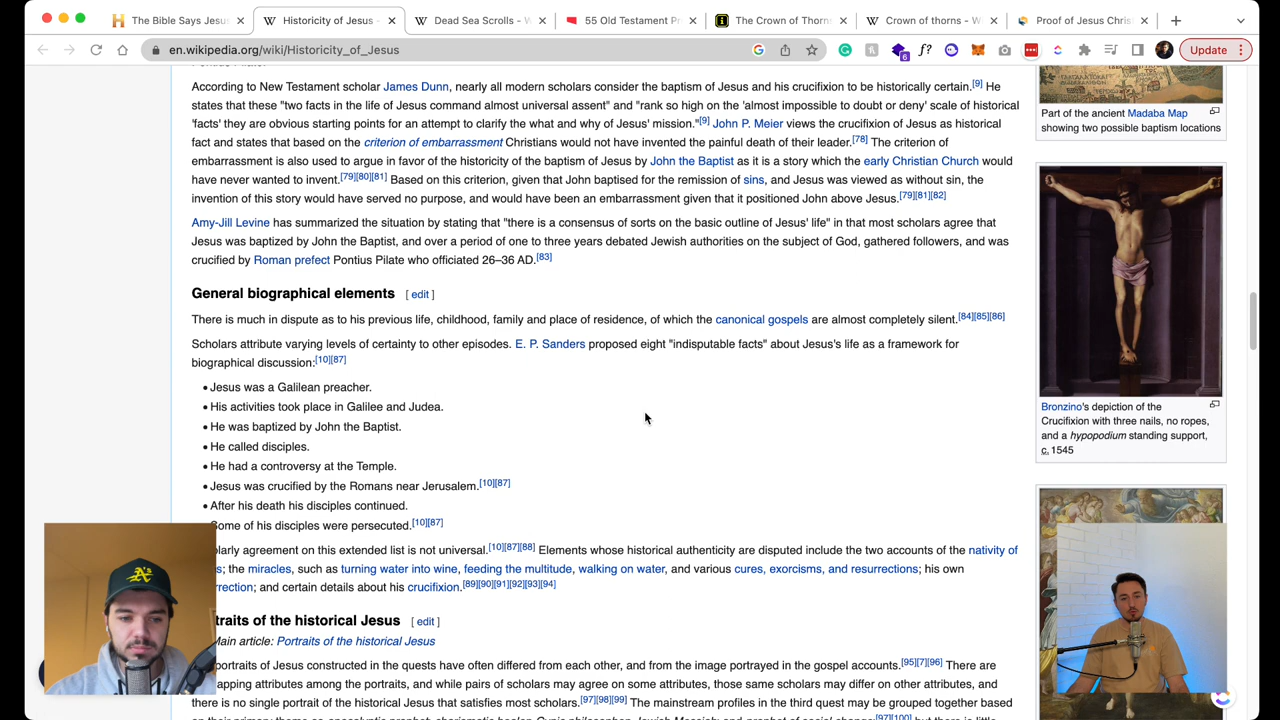 The Bible Says Jesus
Historicity of Jesus -
Dead Sea Scrolls - W
55 Old Testament Pr
The Crown of Thorns
Crown of thorns - W
Proof of Jesus Chris
en.wikipedia.org/wiki/Historicity_of_Jesus
6
f?
Update
According to New Testament scholar James Dunn, nearly all modern scholars consider the baptism of Jesus and his crucifixion to be historically certain.[9] He
states that these "two facts in the life of Jesus command almost universal assent" and "rank so high on the 'almost impossible to doubt or deny' scale of historical
'facts' they are obvious starting points for an attempt to clarify the what and why of Jesus' mission."[9] John P. Meier views the crucifixion of Jesus as historical
fact and states that based on the criterion of embarrassment Christians would not have invented the painful death of their leader.[78] The criterion of
embarrassment is also used to argue in favor of the historicity of the baptism of Jesus by John the Baptist as it is a story which the early Christian Church would
have never wanted to invent.[79][80][81] Based on this criterion, given that John baptised for the remission of sins, and Jesus was viewed as without sin, the
invention of this story would have served no purpose, and would have been an embarrassment given that it positioned John above Jesus.[79][81][82]
Amy-Jill Levine has summarized the situation by stating that "there is a consensus of sorts on the basic outline of Jesus' life" in that most scholars agree that
Jesus was baptized by John the Baptist, and over a period of one to three years debated Jewish authorities on the subject of God, gathered followers, and was
crucified by Roman prefect Pontius Pilate who officiated 26–36 AD.[83]
General biographical elements [ edit ]
There is much in dispute as to his previous life, childhood, family and place of residence, of which the canonical gospels are almost completely silent.[84][85][86]
Scholars attribute varying levels of certainty to other episodes. E. P. Sanders proposed eight "indisputable facts" about Jesus's life as a framework for
biographical discussion:[10][87]
• Jesus was a Galilean preacher.
• His activities took place in Galilee and Judea.
• He was baptized by John the Baptist.
• He called disciples.
• He had a controversy at the Temple.
• Jesus was crucified by the Romans near Jerusalem.[10][87]
• After his death his disciples continued.
Some of his disciples were persecuted.[10][87]
larly agreement on this extended list is not universal.[10][87][88] Elements whose historical authenticity are disputed include the two accounts of the nativity of
s; the miracles, such as turning water into wine, feeding the multitude, walking on water, and various cures, exorcisms, and resurrections; his own
rrection; and certain details about his crucifixion.[89][90][91][92][93][94]
traits of the historical Jesus [ edit ]
Main article: Portraits of the historical Jesus
portraits of Jesus constructed in the quests have often differed from each other, and from the image portrayed in the gospel accounts.[95][7][96] There are
apping attributes among the portraits, and while pairs of scholars may agree on some attributes, those same scholars may differ on other attributes, and
there is no single portrait of the historical Jesus that satisfies most scholars.[97][98][99] The mainstream profiles in the third quest may be grouped together based
Part of the ancient Madaba Map
showing two possible baptism locations
Bronzino's depiction of the
Crucifixion with three nails, no ropes,
and a hypopodium standing support,
c. 1545
A's